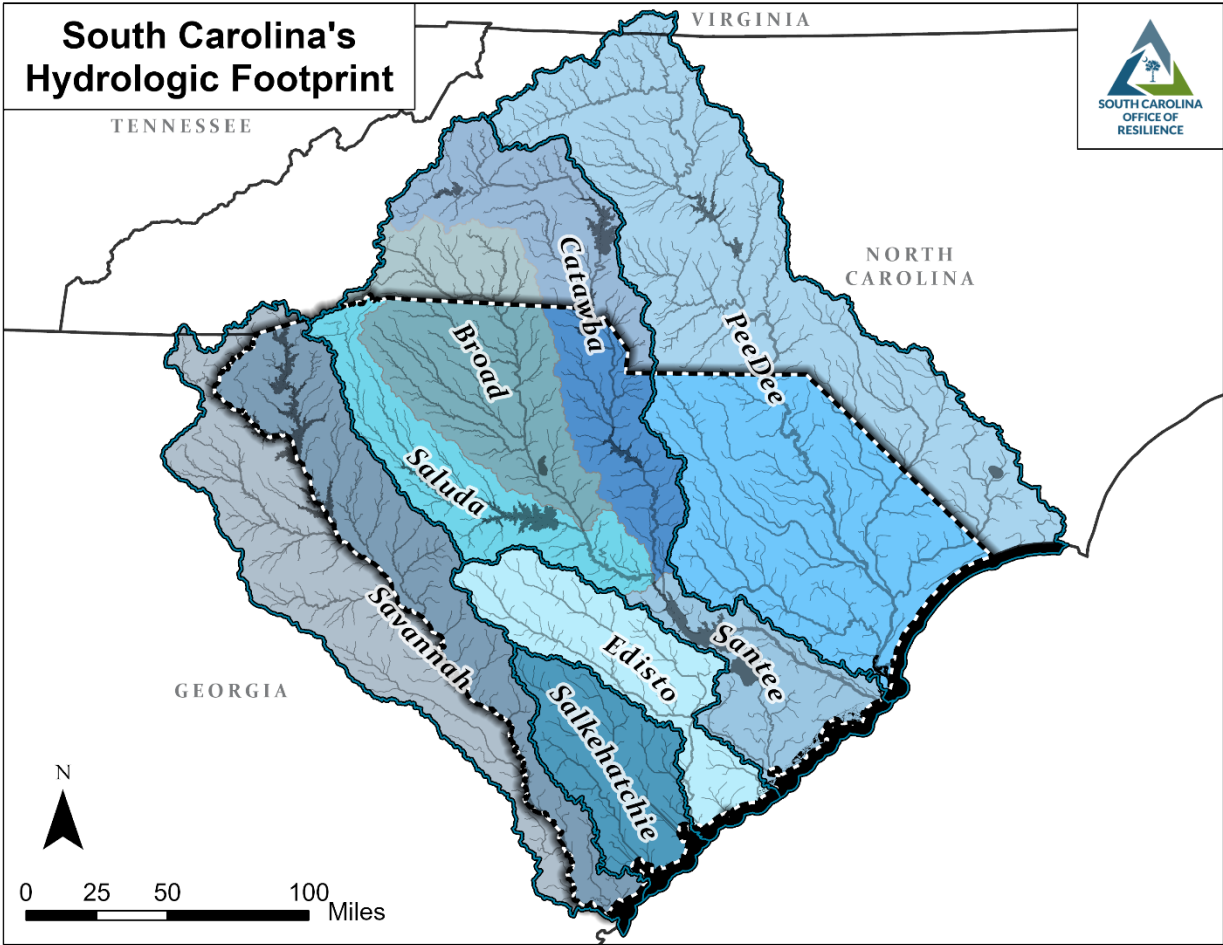 South Carolina's
Hydrologic Footprint
VIRGINIA
SOUTH CAROLINA
OFFICE OF
RESILIENCE
TENNESSEE
NORTH
CAROLINA
Catawba
PeeDee
Broad
Saluda
Savannah
Edisto
Santee
Salkehatchie
GEORGIA
N
0 25 50 100
Miles